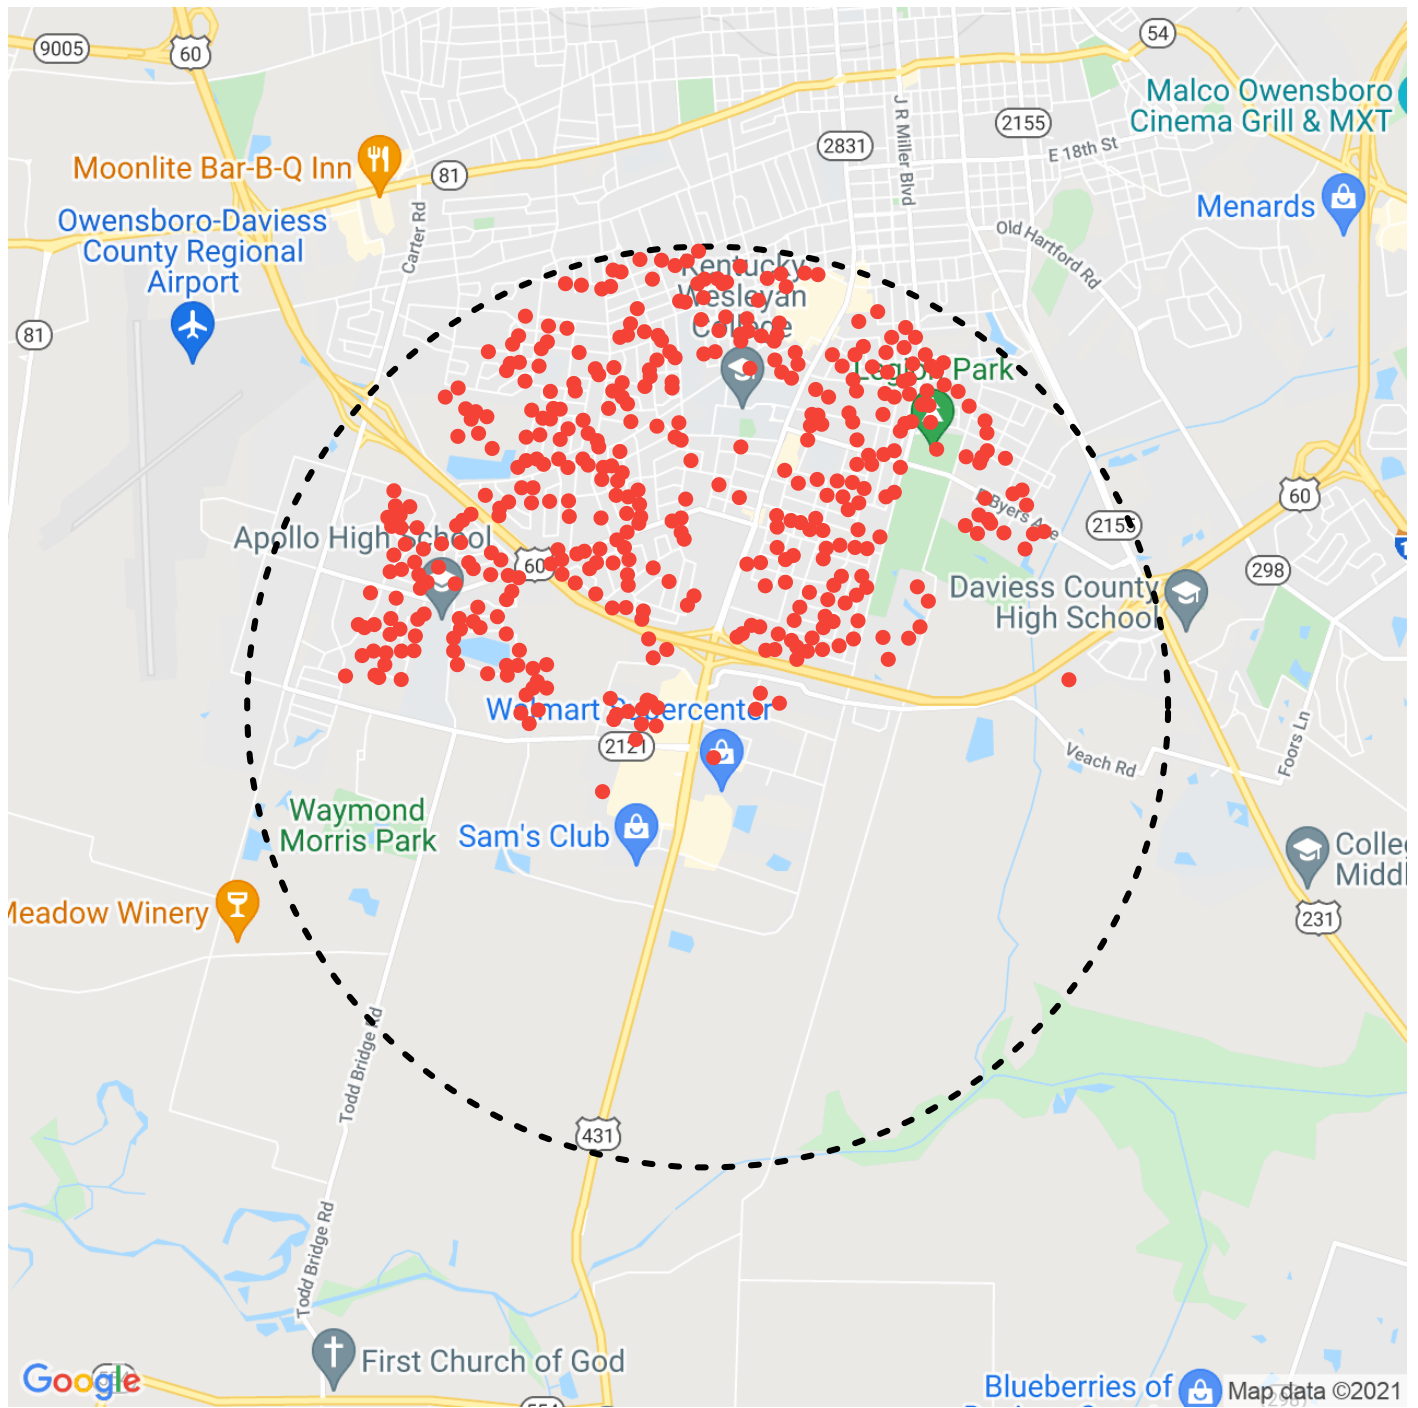 9005
60
54
Malco Owensboro
Cinema Grill & MXT
2155
J R Miller Blvd
2831
E 18th St
Moonlite Bar-B-Q Inn
81
Menards
Owensboro-Daviess
County Regional
Airport
Carter Rd
Old Hartford Rd
Kentucky
Wesleyan
College
81
Legion Park
60
E Byers Ave
2155
Apollo High School
60
298
Daviess County
High School
Walmart Supercenter
2121
Veach Rd
Foors Ln
Waymond
Morris Park
Sam's Club
Meadow Winery
231
Todd Bridge Rd
431
Todd Bridge Rd
First Church of God
Google
554
Blueberries of
Map data ©2021